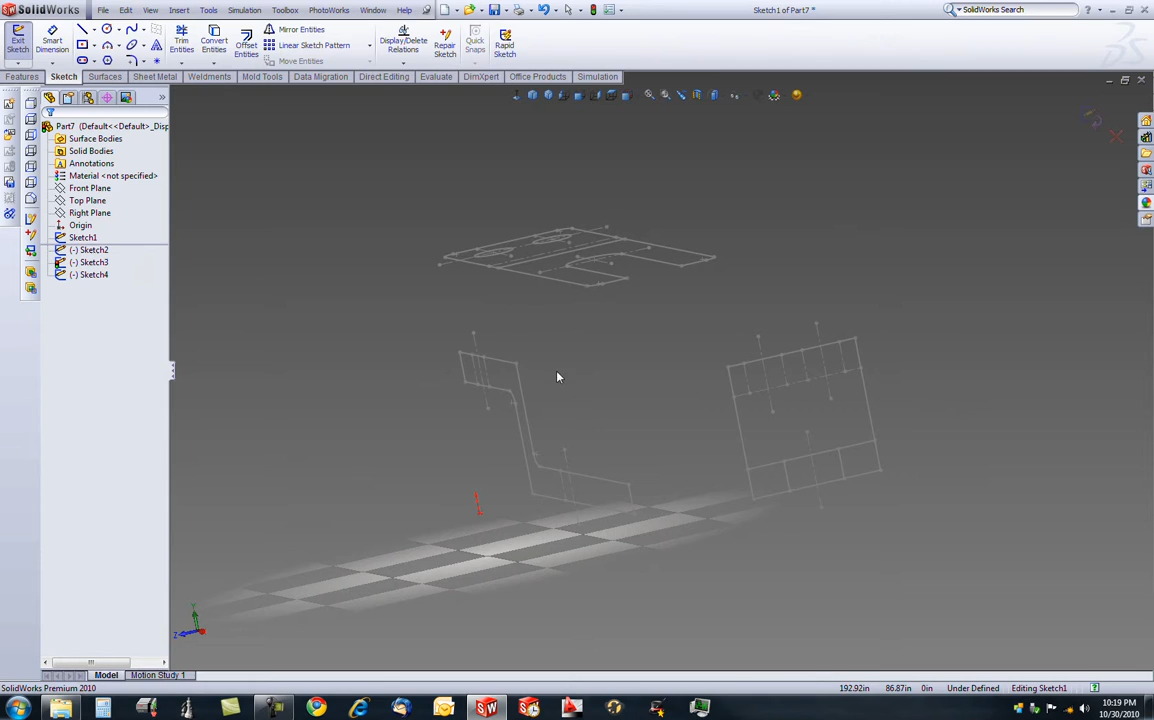 SolidWorks
File Edit View Insert Tools Simulation Toolbox PhotoWorks Window Help
Sketch1 of Part7 *
SolidWorks Search
Exit Sketch
Smart Dimension
Trim Entities
Convert Entities
Offset Entities
Mirror Entities
Linear Sketch Pattern
Move Entities
Display/Delete Relations
Repair Sketch
Quick Snaps
Rapid Sketch
Features Sketch Surfaces Sheet Metal Weldments Mold Tools Data Migration Direct Editing Evaluate DimXpert Office Products Simulation
Part7 (Default<<Default>_Disp
Surface Bodies
Solid Bodies
Annotations
Material <not specified>
Front Plane
Top Plane
Right Plane
Origin
Sketch1
(-) Sketch2
(-) Sketch3
(-) Sketch4
Y
Z
Model Motion Study 1
SolidWorks Premium 2010
192.92in 86.87in 0in Under Defined Editing Sketch1
10:19 PM
10/30/2010